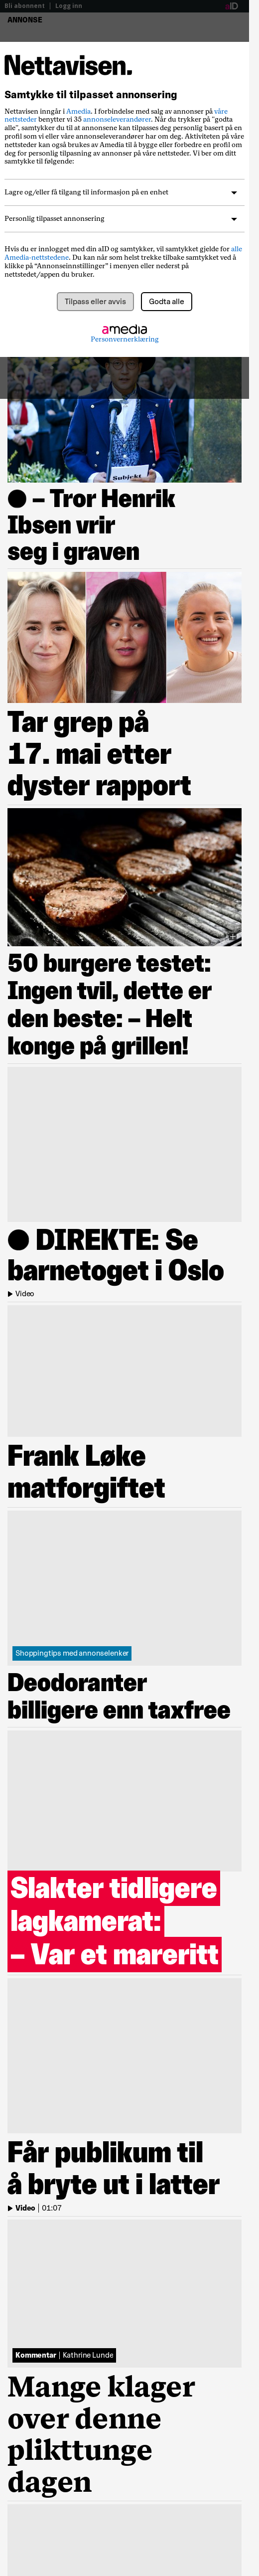 Bli abonnent | Logg inn
aID
ANNONSE
Nettavisen.
Samtykke til tilpasset annonsering
Nettavisen inngår i Amedia. I forbindelse med salg av annonser på våre
nettsteder benytter vi 35 annonseleverandører. Når du trykker på "godta
alle", samtykker du til at annonsene kan tilpasses deg personlig basert på en
profil som vi eller våre annonseleverandører har om deg. Aktiviteten på våre
nettsteder kan også brukes av Amedia til å bygge eller forbedre en profil om
deg for personlig tilpasning av annonser på våre nettsteder. Vi ber om ditt
samtykke til følgende:
Lagre og/eller få tilgang til informasjon på en enhet
Personlig tilpasset annonsering
Hvis du er innlogget med din aID og samtykker, vil samtykket gjelde for alle
Amedia-nettstedene. Du kan når som helst trekke tilbake samtykket ved å
klikke på “Annonseinnstillinger” i menyen eller nederst på
nettstedet/appen du bruker.
Tilpass eller avvis
Godta alle
amedia
Personvernerklæring
Subjekt
– Tror Henrik
Ibsen vrir
seg i graven
Tar grep på
17. mai etter
dyster rapport
50 burgere testet:
Ingen tvil, dette er
den beste: – Helt
konge på grillen!
DIREKTE: Se
barnetoget i Oslo
Video
Frank Løke
matforgiftet
Shoppingtips med annonselenker
Deodoranter
billigere enn taxfree
Slakter tidligere
lagkamerat:
– Var et mareritt
Får publikum til
å bryte ut i latter
Video | 01:07
Kommentar | Kathrine Lunde
Mange klager
over denne
plikttunge
dagen